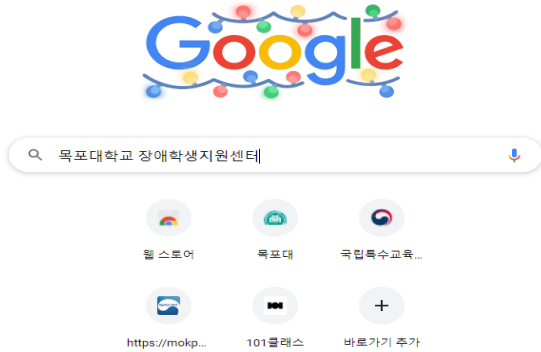 Google
목포대학교 장애학생지원센터
웹 스토어
목포대
국립특수교육...
https://mokp...
101클래스
바로가기 추가